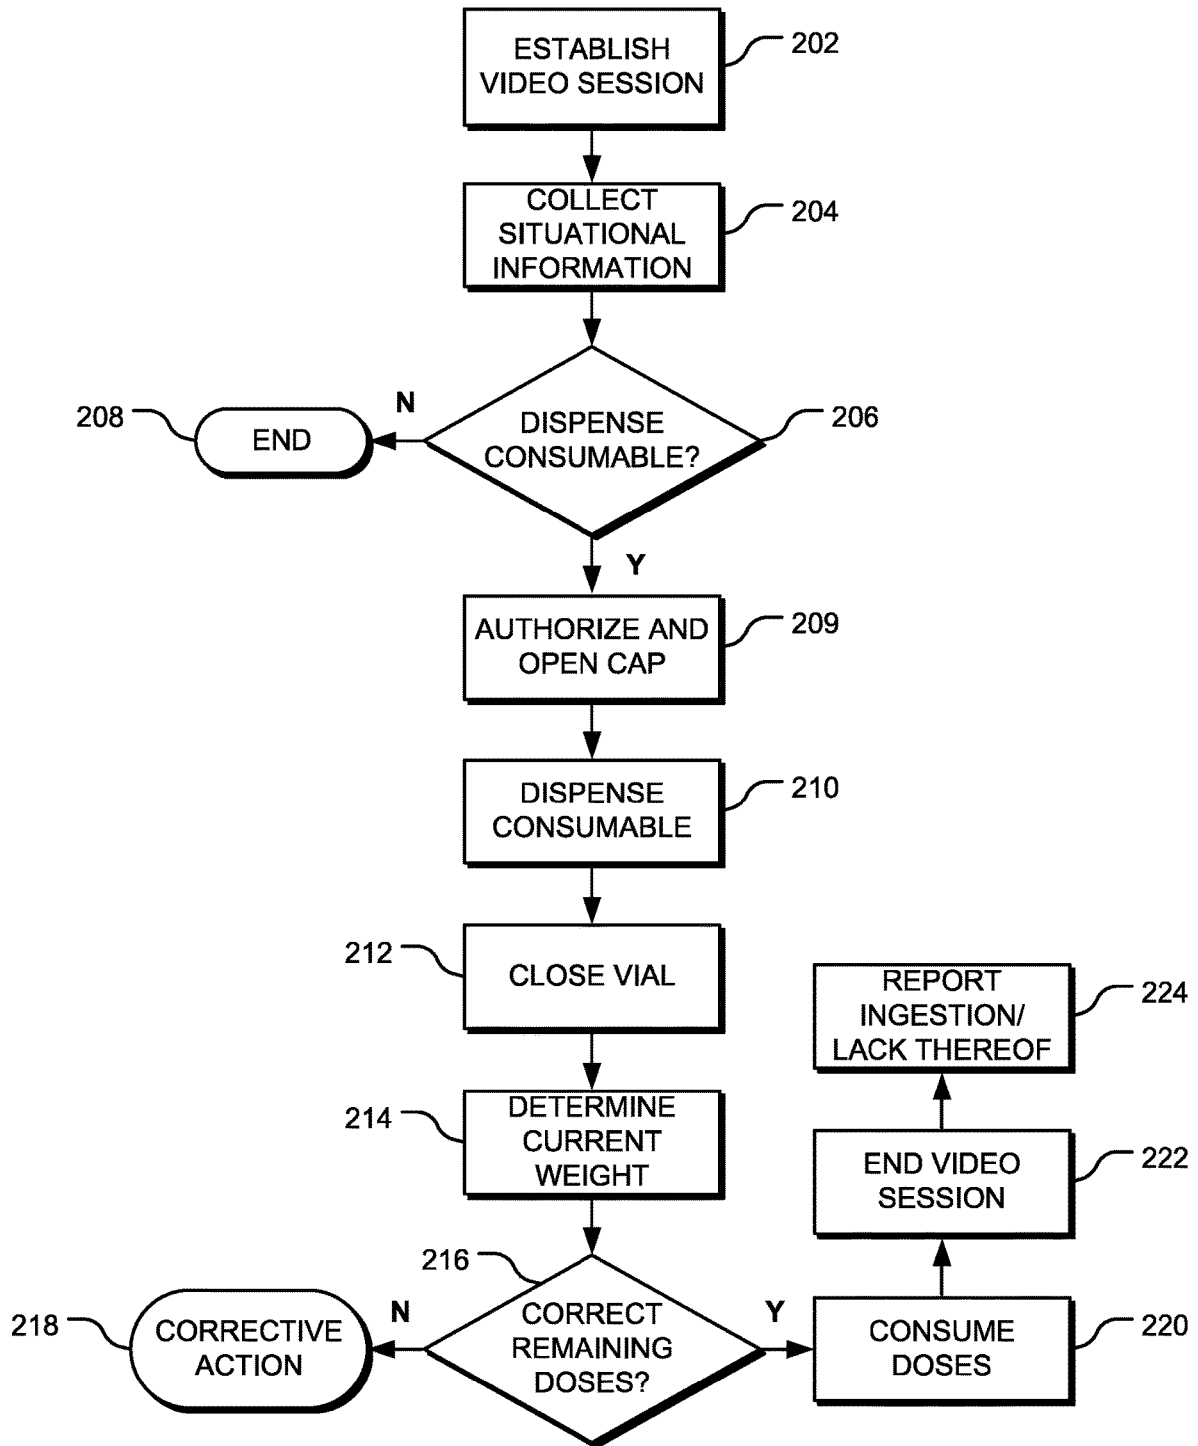 ESTABLISH
VIDEO SESSION
202
COLLECT
SITUATIONAL
INFORMATION
204
DISPENSE
CONSUMABLE?
206
N
208
END
Y
AUTHORIZE AND
OPEN CAP
209
DISPENSE
CONSUMABLE
210
212
CLOSE VIAL
214
DETERMINE
CURRENT
WEIGHT
216
CORRECT
REMAINING
DOSES?
N
218
CORRECTIVE
ACTION
Y
CONSUME
DOSES
220
END VIDEO
SESSION
222
REPORT
INGESTION/
LACK THEREOF
224